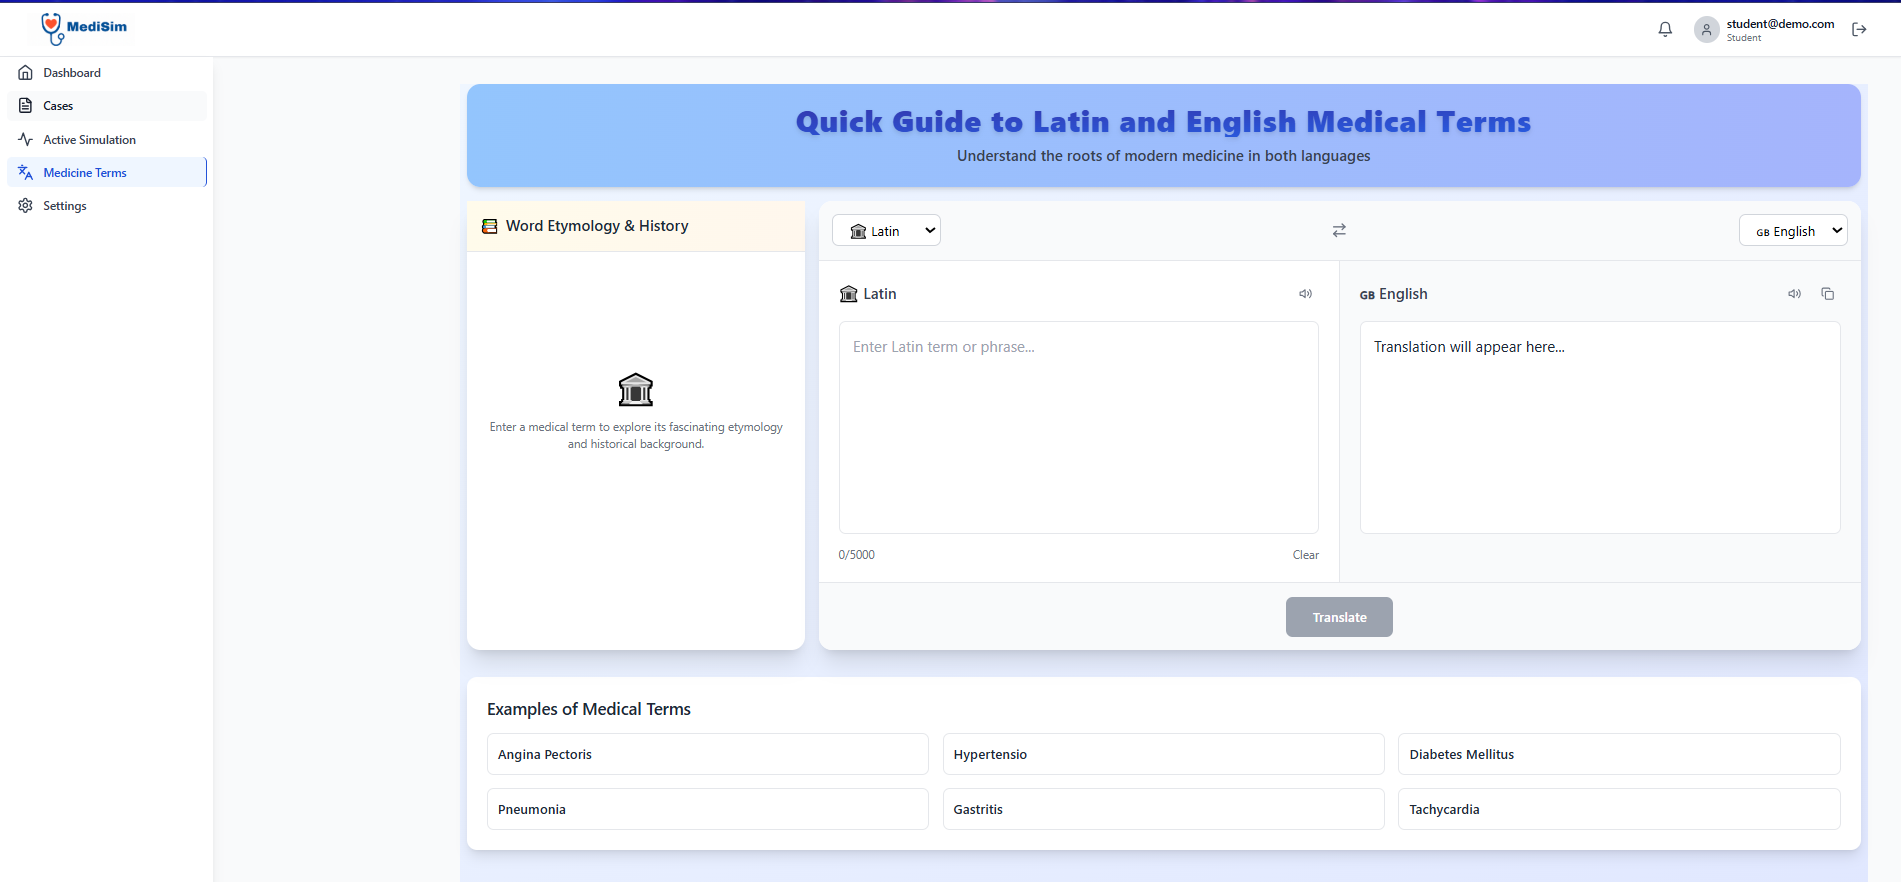 MediSim
student@demo.com
Student
Dashboard
Cases
Active Simulation
Medicine Terms
Settings
Quick Guide to Latin and English Medical Terms
Understand the roots of modern medicine in both languages
Word Etymology & History
Enter a medical term to explore its fascinating etymology
and historical background.
Latin
GB English
Latin
Enter Latin term or phrase...
0/5000
Clear
GB English
Translation will appear here...
Translate
Examples of Medical Terms
Angina Pectoris
Hypertensio
Diabetes Mellitus
Pneumonia
Gastritis
Tachycardia